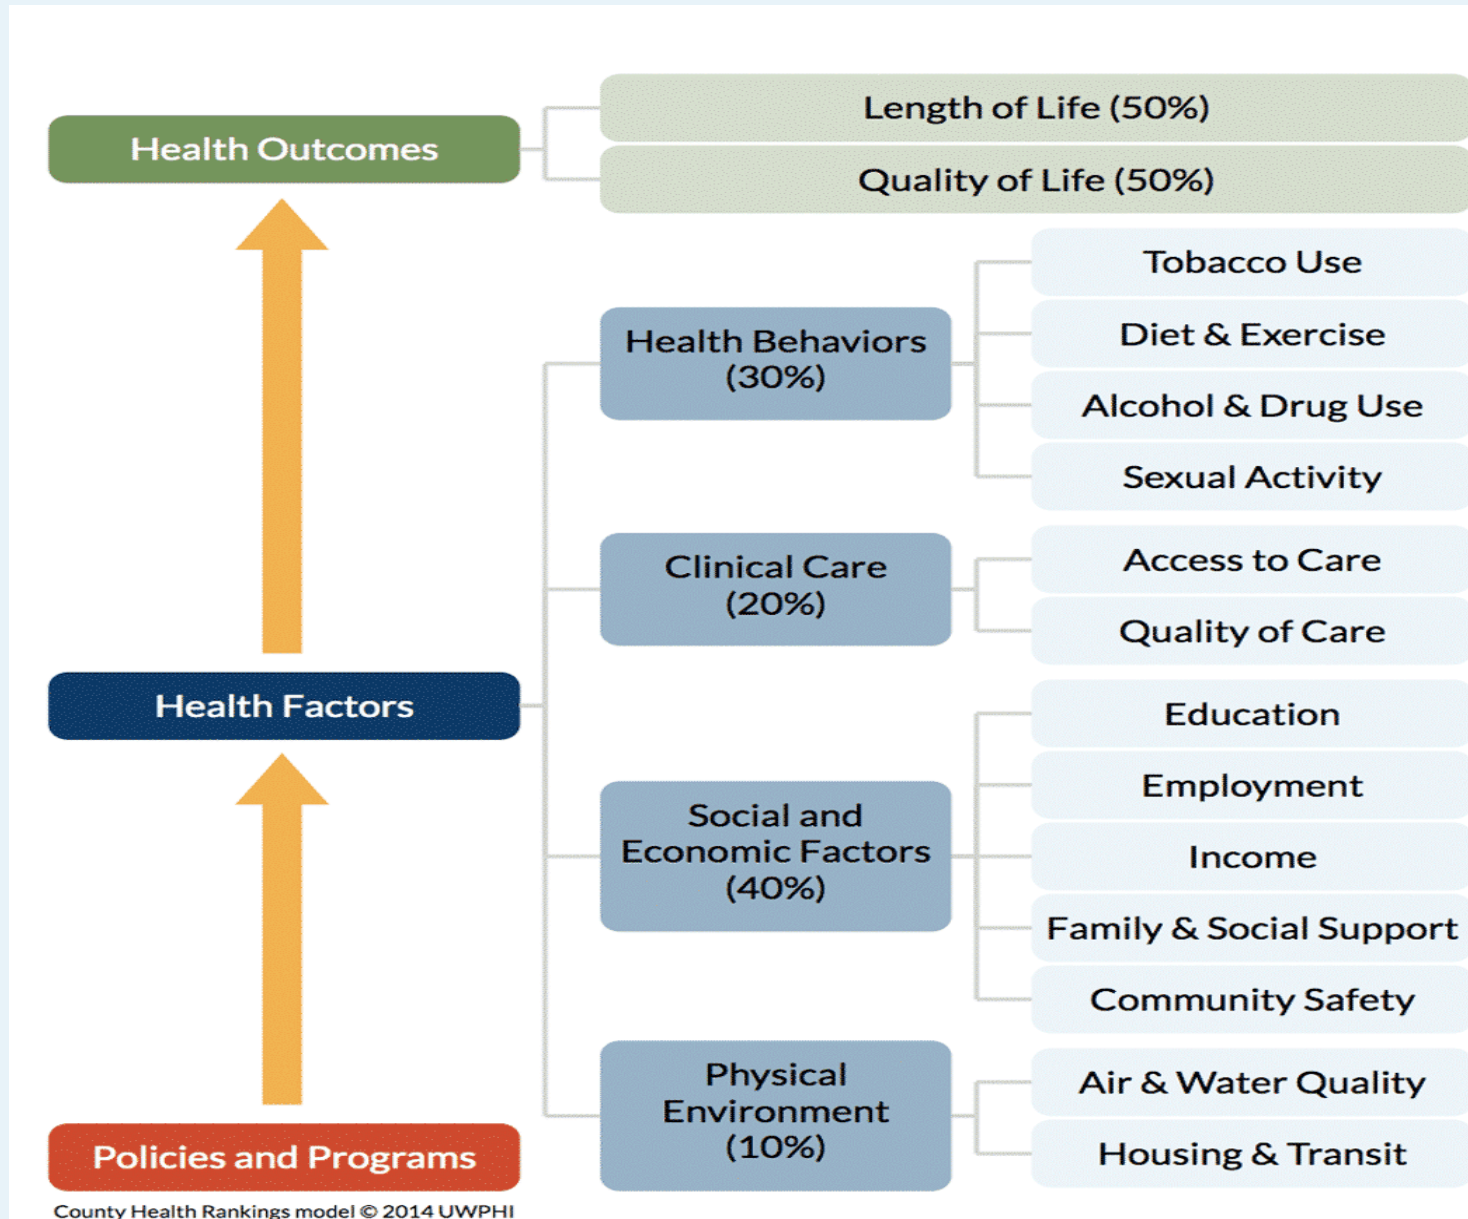 Health Outcomes
Length of Life (50%)
Quality of Life (50%)
Health Factors
Health Behaviors
(30%)
Tobacco Use
Diet & Exercise
Alcohol & Drug Use
Sexual Activity
Clinical Care
(20%)
Access to Care
Quality of Care
Social and
Economic Factors
(40%)
Education
Employment
Income
Family & Social Support
Community Safety
Physical
Environment
(10%)
Air & Water Quality
Housing & Transit
Policies and Programs
County Health Rankings model © 2014 UWPHI